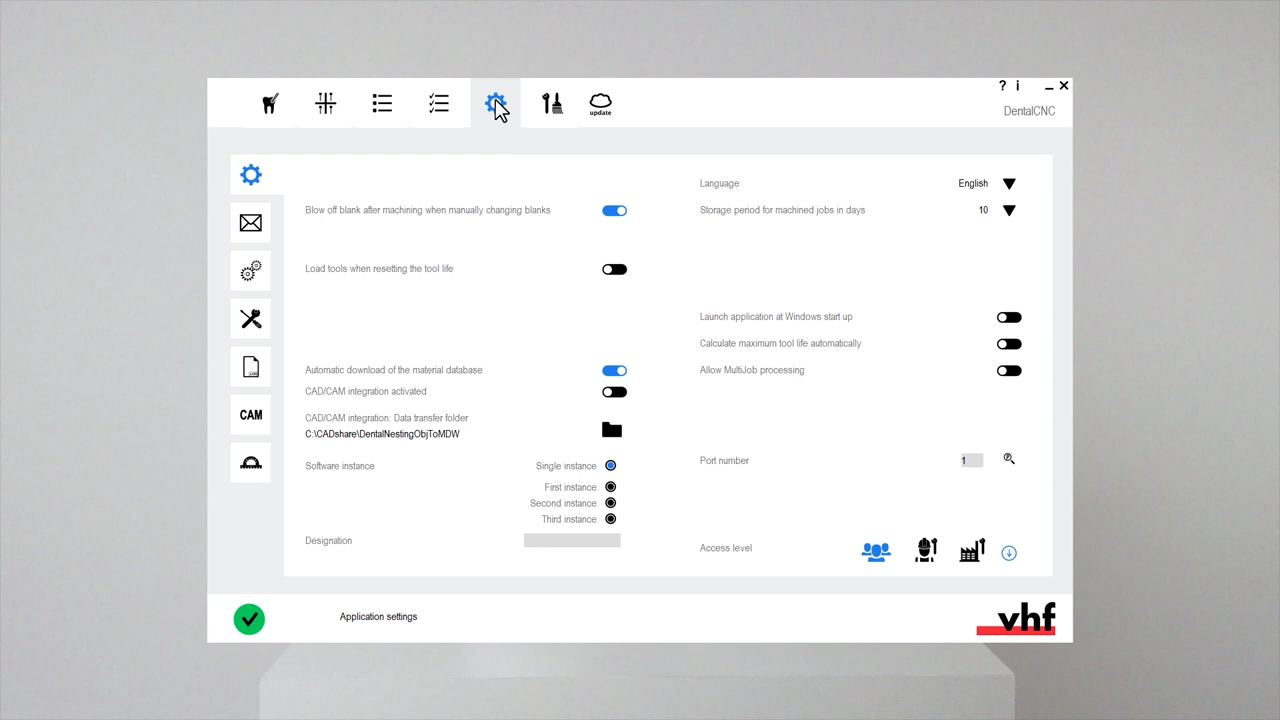 ? i
update
DentalCNC
Language English
Blow off blank after machining when manually changing blanks
Storage period for machined jobs in days 10
Load tools when resetting the tool life
Launch application at Windows start up
Calculate maximum tool life automatically
Automatic download of the material database
Allow MultiJob processing
CAD/CAM integration activated
CAM
CAD/CAM integration: Data transfer folder
C:\CADshare\DentalNestingObjToMDW
Software instance Single instance
Port number 1
First instance
Second instance
Third instance
Designation
Access level
Application settings
vhf